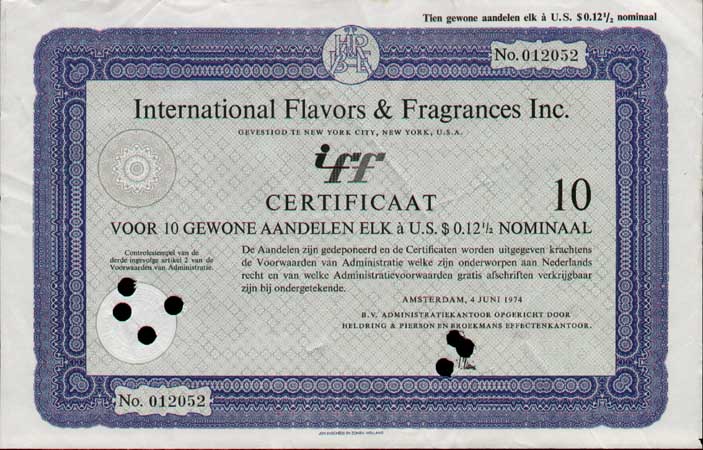 Tien gewone aandelen elk à U.S. $ 0.12 1/2 nominaal
No. 012052
International Flavors & Fragrances Inc.
GEVESTIGD TE NEW YORK CITY, NEW YORK, U.S.A.
iff
CERTIFICAAT
10
VOOR 10 GEWONE AANDELEN ELK à U.S. $ 0.12 1/2 NOMINAAL
Controlestempel van de
derde ingevolge artikel 2 van de
Voorwaarden van Administratie.
De Aandelen zijn gedeponeerd en de Certificaten worden uitgegeven krachtens
de Voorwaarden van Administratie welke zijn onderworpen aan Nederlands
recht en van welke Administratievoorwaarden gratis afschriften verkrijgbaar
zijn bij ondergetekende.
AMSTERDAM, 4 JUNI 1974
B.V. ADMINISTRATIEKANTOOR OPGERICHT DOOR
HELDRING & PIERSON EN BROEKMANS EFFECTENKANTOOR.
No. 012052